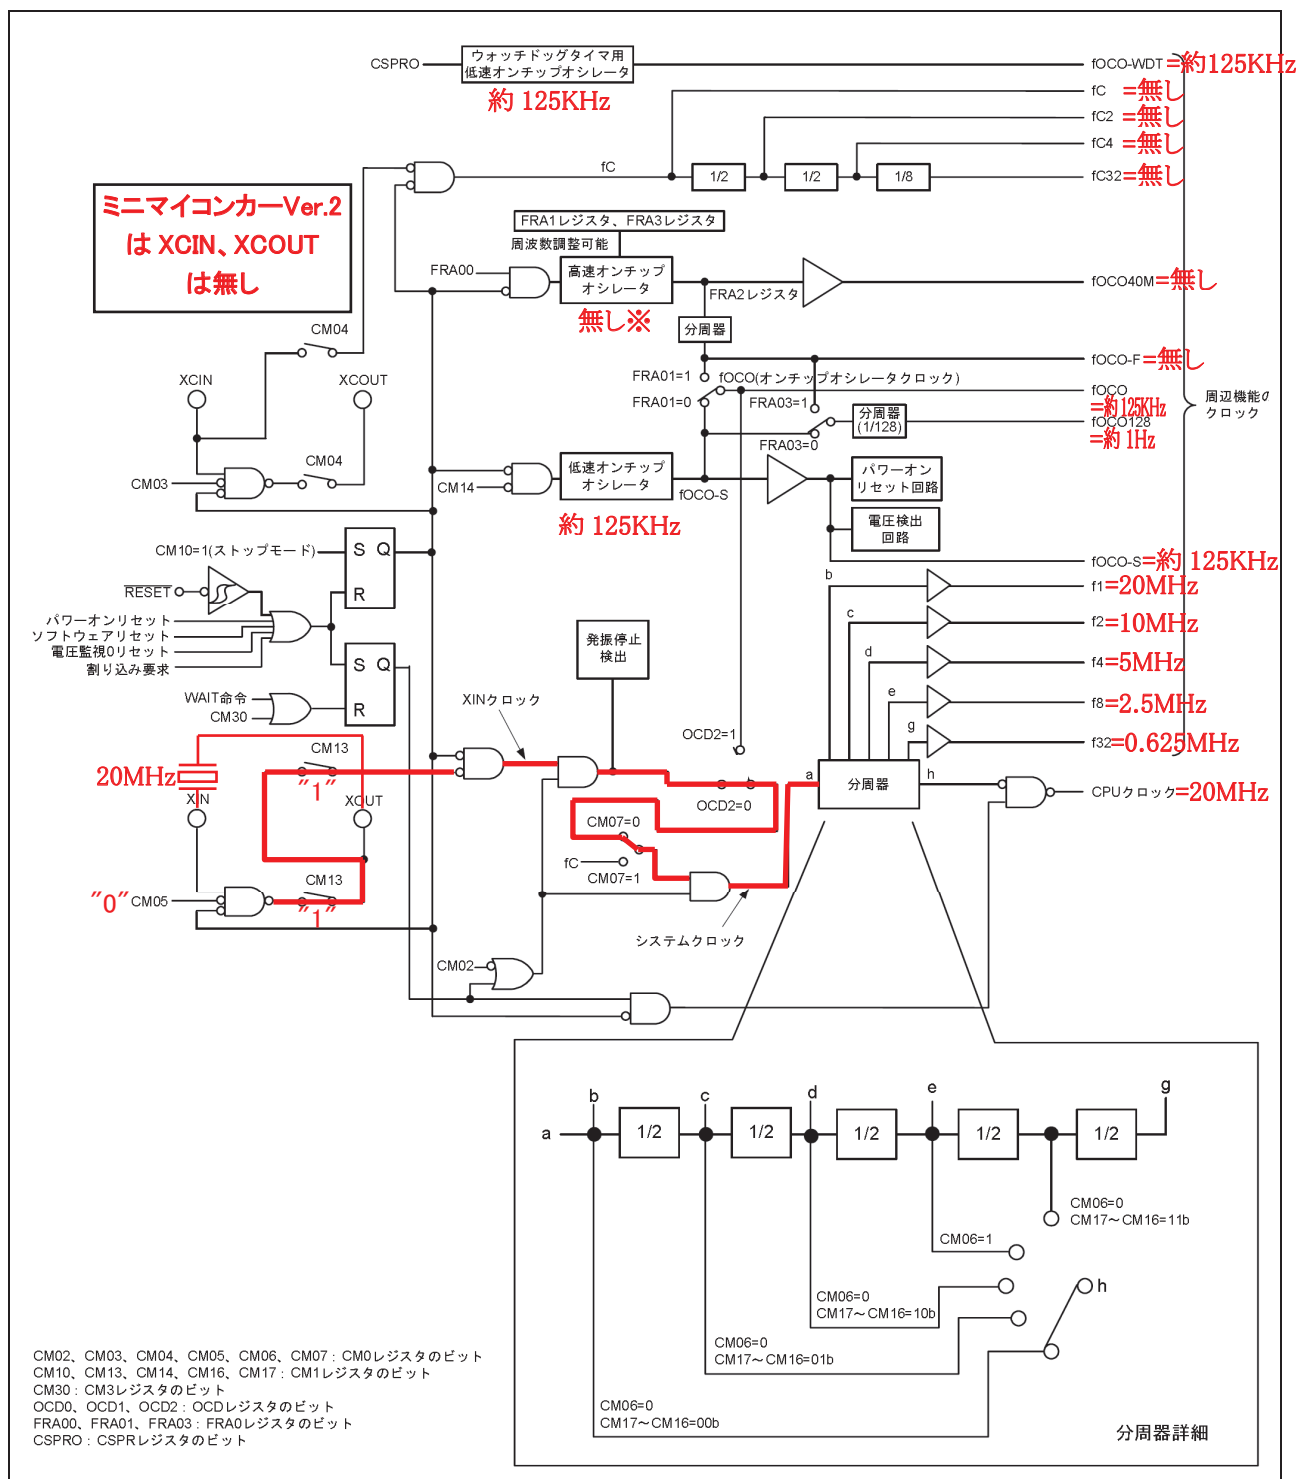 CSPRO
ウォッチドッグタイマ用
低速オンチップオシレータ
約 125KHz
fOCO-WDT =約125KHz
fC =無し
fC2 =無し
fC4 =無し
fC32=無し
fC
1/2
1/2
1/8
ミニマイコンカーVer.2
は XCIN、XCOUT
は無し
FRA1レジスタ、FRA3レジスタ
周波数調整可能
FRA00
高速オンチップ
オシレータ
無し※
FRA2レジスタ
fOCO40M=無し
分周器
fOCO-F=無し
FRA01=1
FRA01=0
fOCO(オンチップオシレータクロック)
fOCO
=約125KHz
FRA03=1
FRA03=0
分周器
(1/128)
fOCO128
=約 1Hz
周辺機能の
クロック
CM04
XCIN
XCOUT
CM04
CM03
CM14
低速オンチップ
オシレータ
約 125KHz
fOCO-S
パワーオン
リセット回路
電圧検出
回路
fOCO-S=約 125KHz
CM10=1(ストップモード)
S Q
R
RESET
パワーオンリセット
ソフトウェアリセット
電圧監視0リセット
割り込み要求
S Q
R
WAIT命令
CM30
発振停止
検出
XINクロック
b
f1=20MHz
c
f2=10MHz
d
f4=5MHz
e
f8=2.5MHz
g
f32=0.625MHz
OCD2=1
OCD2=0
a
分周器
h
CPUクロック=20MHz
20MHz
CM13
"1"
XIN
XOUT
CM07=0
fC
CM07=1
"0" CM05
CM13
"1"
システムクロック
CM02
a
b
c
d
e
g
1/2
1/2
1/2
1/2
1/2
CM06=0
CM17～CM16=11b
CM06=1
CM06=0
CM17～CM16=10b
h
CM06=0
CM17～CM16=01b
CM06=0
CM17～CM16=00b
分周器詳細
CM02、CM03、CM04、CM05、CM06、CM07 : CM0レジスタのビット
CM10、CM13、CM14、CM16、CM17 : CM1レジスタのビット
CM30 : CM3レジスタのビット
OCD0、OCD1、OCD2 : OCDレジスタのビット
FRA00、FRA01、FRA03 : FRA0レジスタのビット
CSPRO : CSPRレジスタのビット